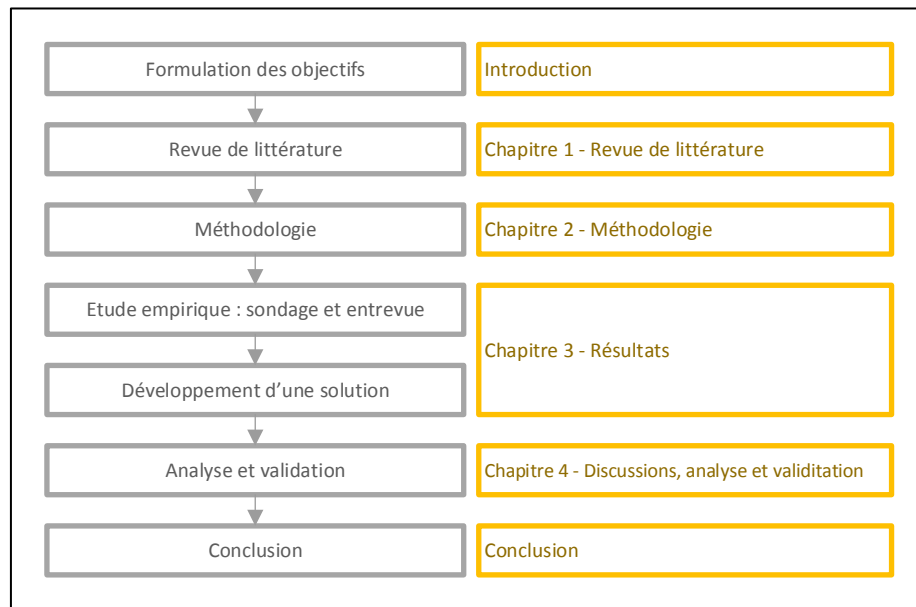 Formulation des objectifs
Introduction
Revue de littérature
Chapitre 1 - Revue de littérature
Méthodologie
Chapitre 2 - Méthodologie
Etude empirique : sondage et entrevue
Chapitre 3 - Résultats
Développement d’une solution
Analyse et validation
Chapitre 4 - Discussions, analyse et validitation
Conclusion
Conclusion